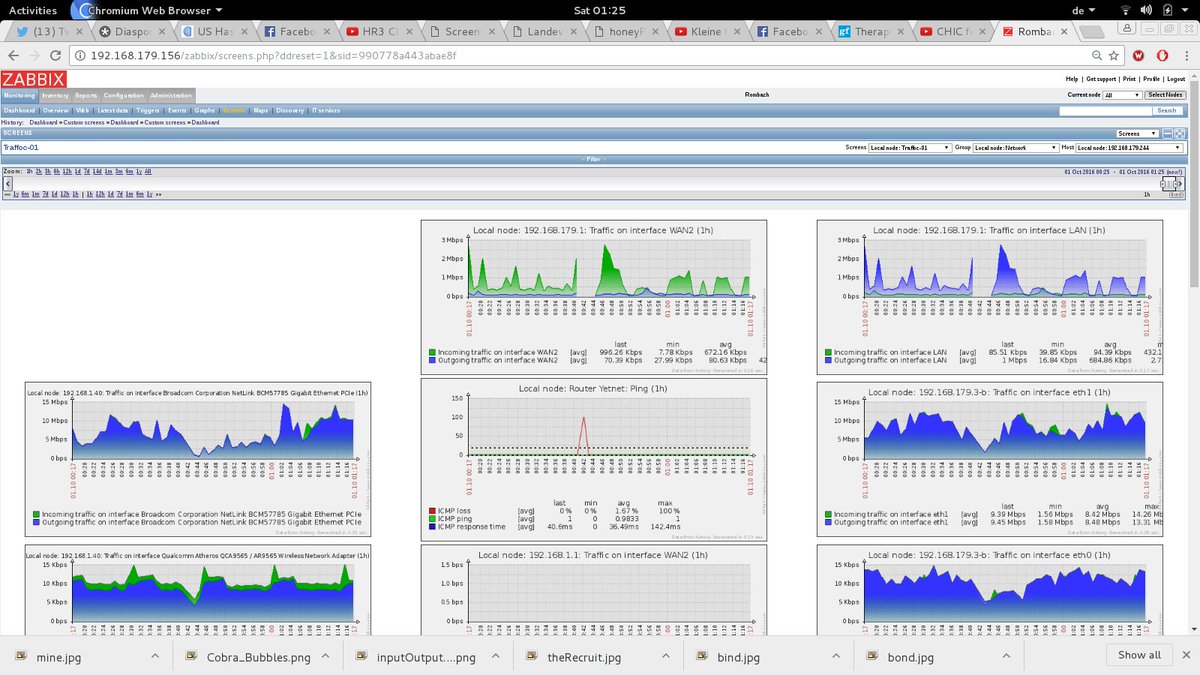 Activities Chromium Web Browser Sat 01:25 de
(13) Tw Diaspor US Has Facebo HR3 Cl Screen Landev honeyP Kleine Facebo Therap CHIC f Romba
192.168.179.156/zabbix/screens.php?ddreset=1&sid=990778a443abae8f
ZABBIX Help | Get support | Print | Profile | Logout
Monitoring Inventory Reports Configuration Administration Rombach Current node All Select Nodes
Dashboard | Overview | Web | Latest data | Triggers | Events | Graphs | Screens | Maps | Discovery | IT services Search
History: Dashboard » Custom screens » Dashboard » Custom screens » Dashboard
SCREENS Screens
Traffoc-01 Screens Local node: Traffoc-01 Group Local node: Network Host Local node: 192.168.179.244
Filter
Zoom: 1h 2h 3h 6h 12h 1d 7d 14d 1m 3m 6m 1y All 01 Oct 2016 00:25 - 01 Oct 2016 01:25 (now!)
1y 6m 1m 7d 1d 12h 1h | 1h 12h 1d 7d 1m 6m 1y 1h fixed
Local node: 192.168.179.1: Traffic on interface WAN2 (1h)
3 Mbps
2 Mbps
1 Mbps
0 bps
last min avg
Incoming traffic on interface WAN2 [avg] 996.26 Kbps 7.78 Kbps 672.16 Kbps
Outgoing traffic on interface WAN2 [avg] 70.39 Kbps 27.99 Kbps 80.63 Kbps 42
Local node: 192.168.179.1: Traffic on interface LAN (1h)
3 Mbps
2 Mbps
1 Mbps
0 bps
last min avg
Incoming traffic on interface LAN [avg] 85.51 Kbps 39.85 Kbps 94.39 Kbps 432.1
Outgoing traffic on interface LAN [avg] 1 Mbps 16.84 Kbps 684.86 Kbps 2.7
Local node: 192.168.1.40: Traffic on interface Broadcom Corporation NetLink BCM57785 Gigabit Ethernet PCIe (1h)
15 Mbps
10 Mbps
5 Mbps
0 bps
Incoming traffic on interface Broadcom Corporation NetLink BCM57785 Gigabit Ethernet PCIe
Outgoing traffic on interface Broadcom Corporation NetLink BCM57785 Gigabit Ethernet PCIe
Local node: Router Yetnet: Ping (1h)
150
100
50
0
last min avg max
ICMP loss [avg] 0 % 0 % 1.67 % 100 %
ICMP ping [avg] 1 0 0.9833 1
ICMP response time [avg] 40.6ms 0 36.49ms 142.4ms
Local node: 192.168.179.3-b: Traffic on interface eth1 (1h)
15 Mbps
10 Mbps
5 Mbps
0 bps
last min avg max
Incoming traffic on interface eth1 [avg] 9.39 Mbps 1.56 Mbps 8.42 Mbps 14.26 M
Outgoing traffic on interface eth1 [avg] 9.45 Mbps 1.58 Mbps 8.48 Mbps 13.31 M
Local node: 192.168.1.40: Traffic on interface Qualcomm Atheros QCA9565 / AR9565 Wireless Network Adapter (1h)
15 Kbps
10 Kbps
5 Kbps
0 bps
Local node: 192.168.1.1: Traffic on interface WAN2 (1h)
1.5 bps
1 bps
0.5 bps
0 bps
Local node: 192.168.179.3-b: Traffic on interface eth0 (1h)
15 Mbps
10 Mbps
5 Mbps
0 bps
mine.jpg Cobra_Bubbles.png inputOutput....png theRecruit.jpg bind.jpg bond.jpg Show all